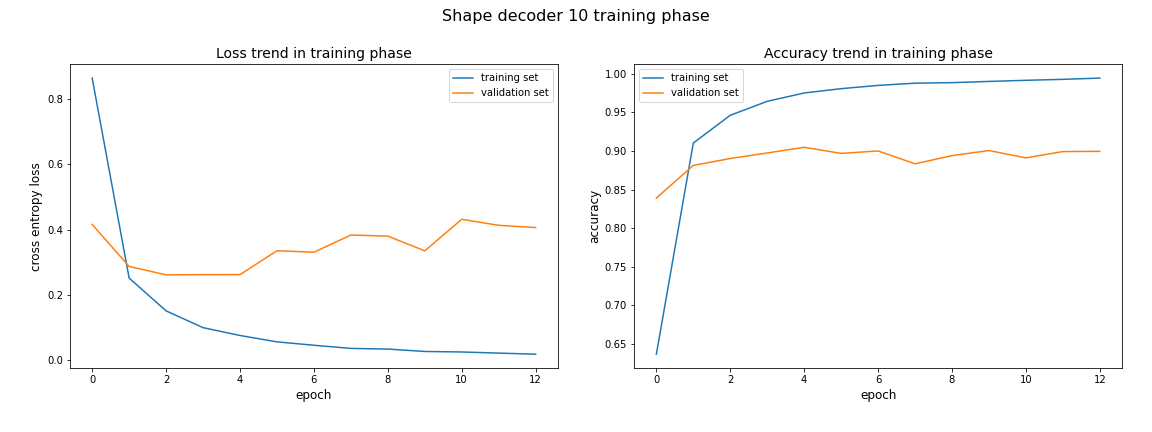 Shape decoder 10 training phase
Loss trend in training phase
training set
validation set
0.8
0.6
0.4
0.2
0.0
cross entropy loss
0
2
4
6
8
10
12
epoch
Accuracy trend in training phase
training set
validation set
1.00
0.95
0.90
0.85
0.80
0.75
0.70
0.65
accuracy
0
2
4
6
8
10
12
epoch